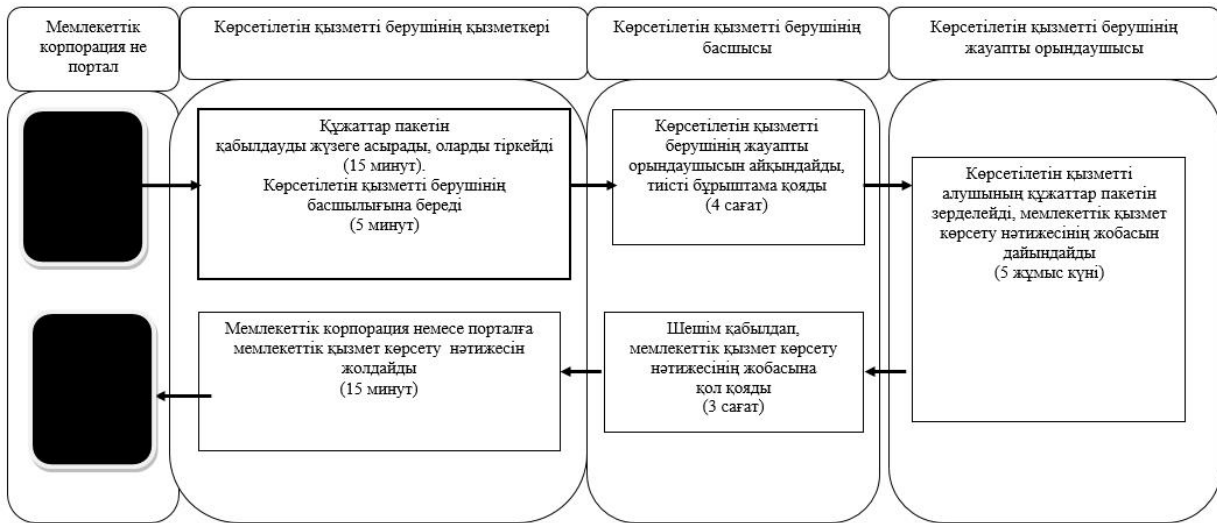 Мемлекеттік
корпорация не
портал
Көрсетілетін қызметті берушінің қызметкері
Көрсетілетін қызметті берушінің
басшысы
Көрсетілетін қызметті берушінің
жауапты орындаушысы
Құжаттар пакетін
қабылдауды жүзеге асырады, оларды тіркейді
(15 минут).
Көрсетілетін қызметті берушінің
басшылығына береді
(5 минут)
Көрсетілетін қызметті
берушінің жауапты
орындаушысын айқындайды,
тиісті бұрыштама қояды
(4 сағат)
Көрсетілетін қызметті
алушының құжаттар пакетін
зерделейді, мемлекеттік қызмет
көрсету нәтижесінің жобасын
дайындайды
(5 жұмыс күні)
Мемлекеттік корпорация немесе порталға
мемлекеттік қызмет көрсету нәтижесін
жолдайды
(15 минут)
Шешім қабылдап,
мемлекеттік қызмет көрсету
нәтижесінің жобасына
қол қояды
(3 сағат)